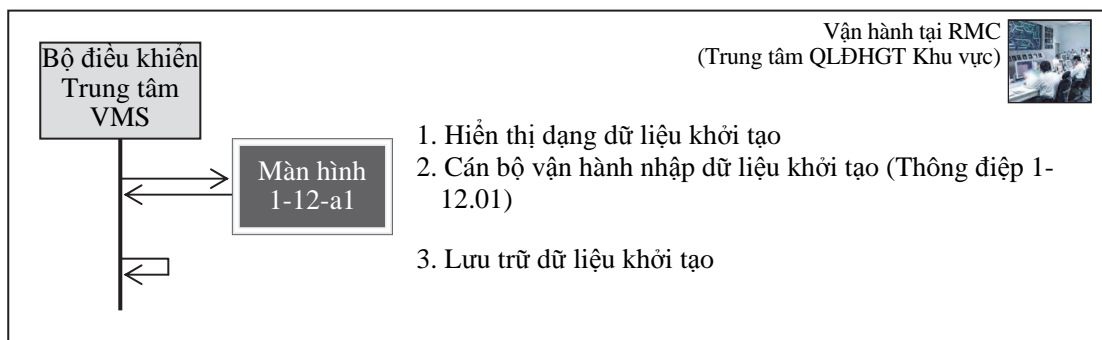 Vận hành tại RMC
(Trung tâm QLĐHGT Khu vực)
Bộ điều khiển
Trung tâm
VMS
Màn hình
1-12-a1
1. Hiển thị dạng dữ liệu khởi tạo
2. Cán bộ vận hành nhập dữ liệu khởi tạo (Thông điệp 1-
12.01)
3. Lưu trữ dữ liệu khởi tạo